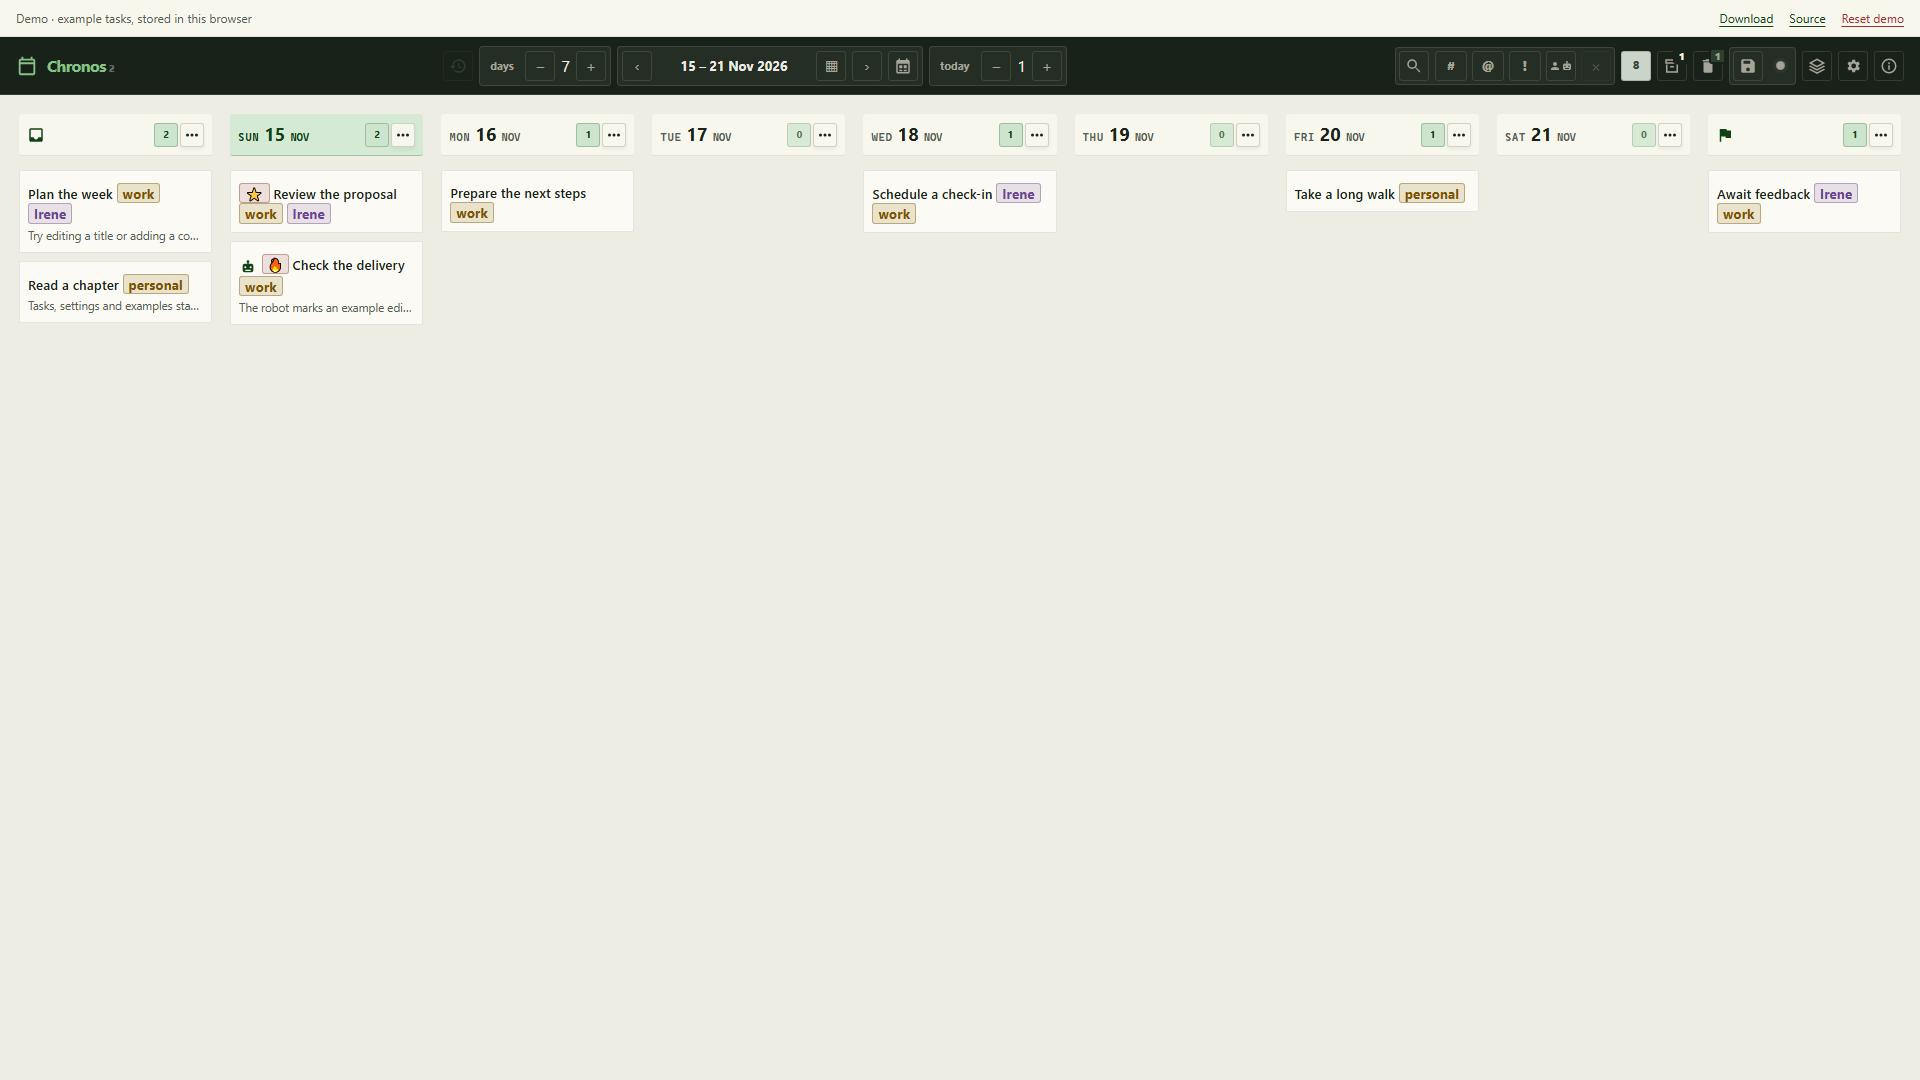 Demo · example tasks, stored in this browser
Download Source Reset demo
Chronos 2
days – 7 +
‹ 15 – 21 Nov 2026 ›
today – 1 +
# @ ! × 8 1 1
2 •••
SUN 15 NOV 2 •••
MON 16 NOV 1 •••
TUE 17 NOV 0 •••
WED 18 NOV 1 •••
THU 19 NOV 0 •••
FRI 20 NOV 1 •••
SAT 21 NOV 0 •••
1 •••
Plan the week work
Irene
Try editing a title or adding a co...
Read a chapter personal
Tasks, settings and examples sta...
Review the proposal
work Irene
Check the delivery
work
The robot marks an example edi...
Prepare the next steps
work
Schedule a check-in Irene
work
Take a long walk personal
Await feedback Irene
work